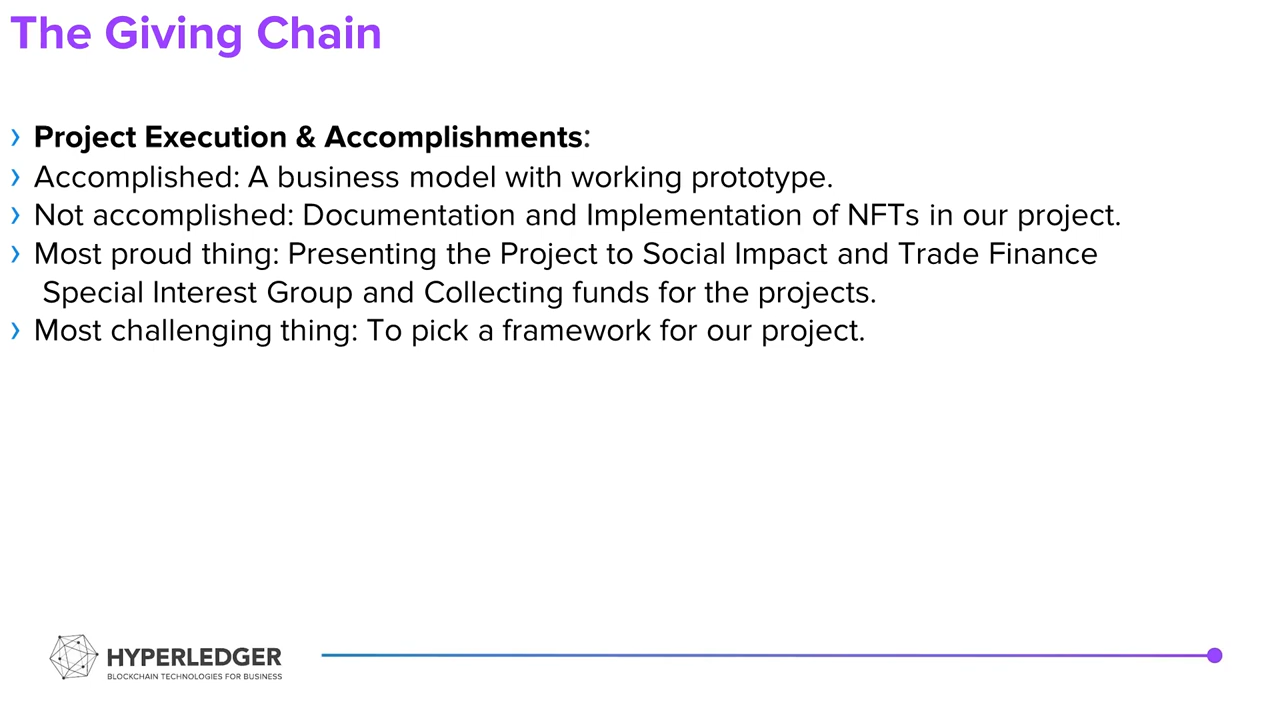 The Giving Chain
› Project Execution & Accomplishments:
› Accomplished: A business model with working prototype.
› Not accomplished: Documentation and Implementation of NFTs in our project.
› Most proud thing: Presenting the Project to Social Impact and Trade Finance
Special Interest Group and Collecting funds for the projects.
› Most challenging thing: To pick a framework for our project.
HYPERLEDGER
BLOCKCHAIN TECHNOLOGIES FOR BUSINESS